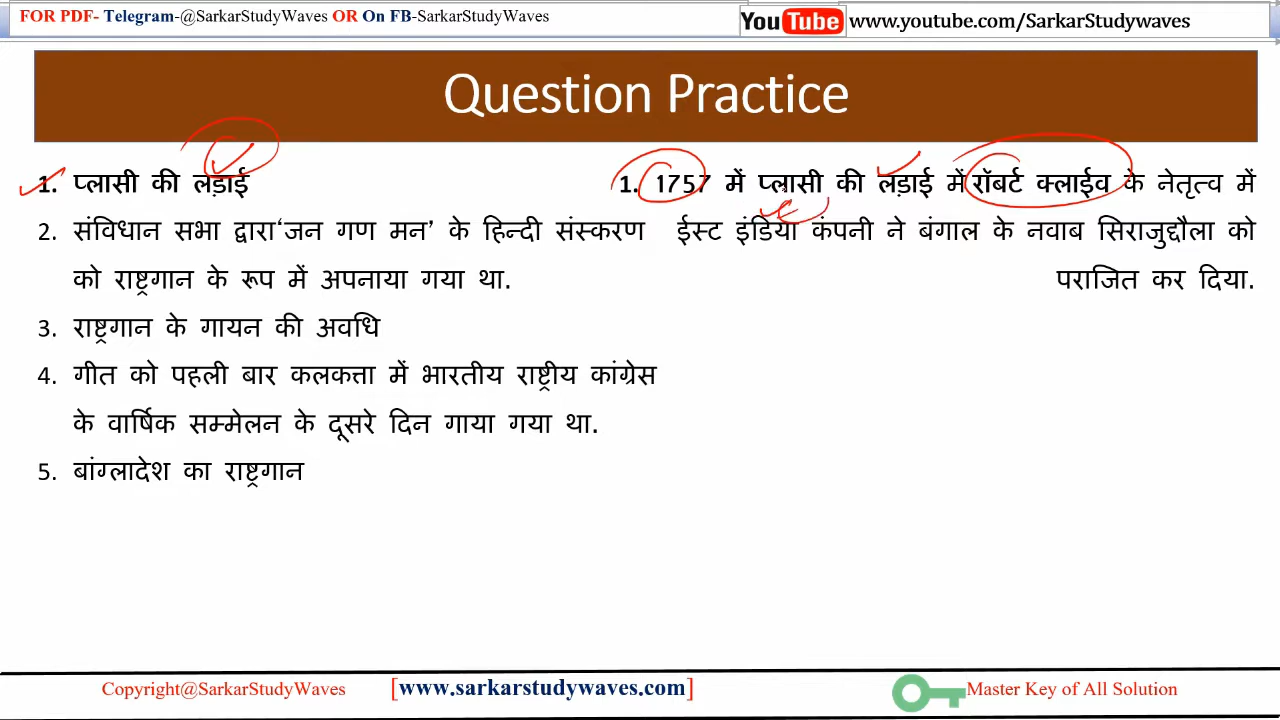 FOR PDF- Telegram-@SarkarStudyWaves OR On FB-SarkarStudyWaves
YouTube www.youtube.com/SarkarStudywaves
Question Practice
1. प्लासी की लड़ाई
2. संविधान सभा द्वारा‘जन गण मन’ के हिन्दी संस्करण
को राष्ट्रगान के रूप में अपनाया गया था.
3. राष्ट्रगान के गायन की अवधि
4. गीत को पहली बार कलकत्ता में भारतीय राष्ट्रीय कांग्रेस
के वार्षिक सम्मेलन के दूसरे दिन गाया गया था.
5. बांग्लादेश का राष्ट्रगान
1. 1757 में प्लासी की लड़ाई में रॉबर्ट क्लाईव के नेतृत्व में
ईस्ट इंडिया कंपनी ने बंगाल के नवाब सिराजुद्दौला को
पराजित कर दिया.
Copyright@SarkarStudyWaves
[www.sarkarstudywaves.com]
Master Key of All Solution